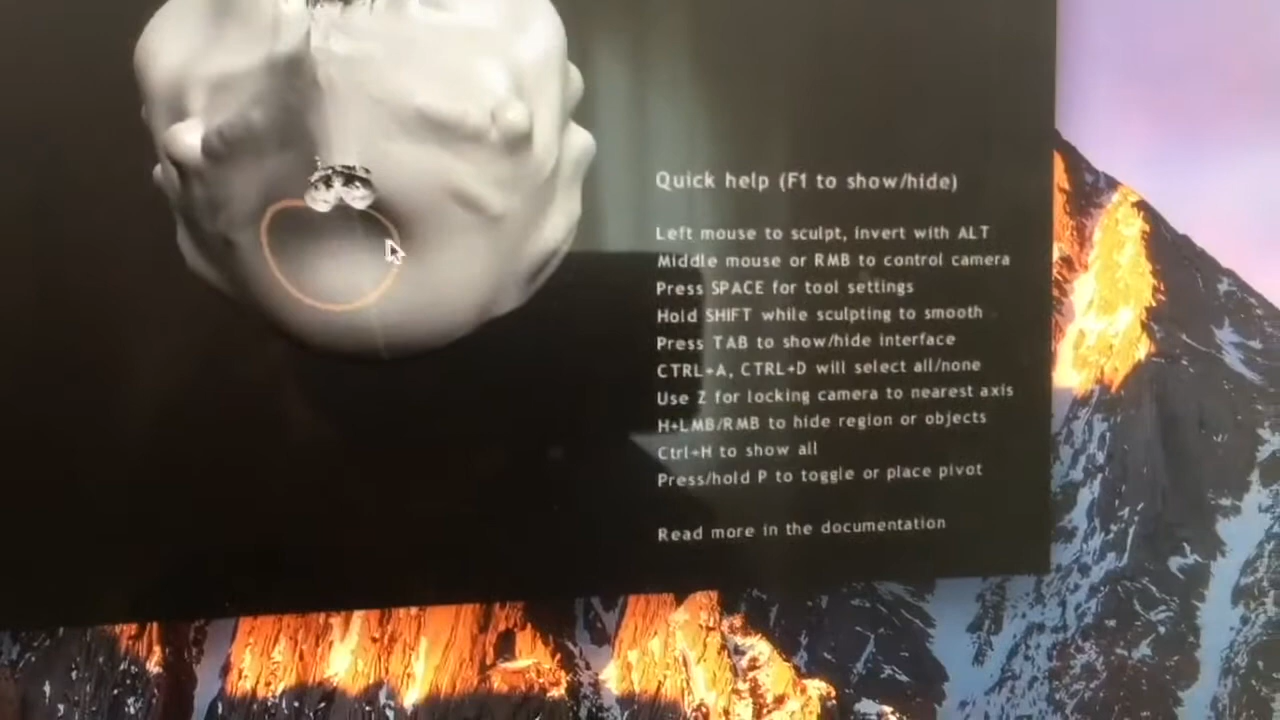 Quick help (F1 to show/hide)
Left mouse to sculpt, invert with ALT
Middle mouse or RMB to control camera
Press SPACE for tool settings
Hold SHIFT while sculpting to smooth
Press TAB to show/hide interface
CTRL+A, CTRL+D will select all/none
Use Z for locking camera to nearest axis
H+LMB/RMB to hide region or objects
Ctrl+H to show all
Press/hold P to toggle or place pivot
Read more in the documentation